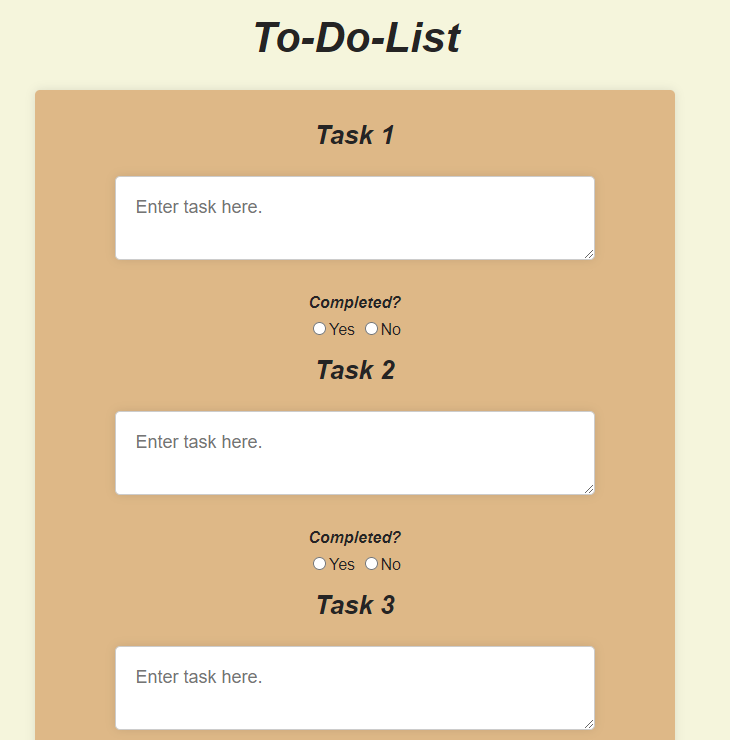 To-Do-List
Task 1
Enter task here.
Completed?
Yes No
Task 2
Enter task here.
Completed?
Yes No
Task 3
Enter task here.